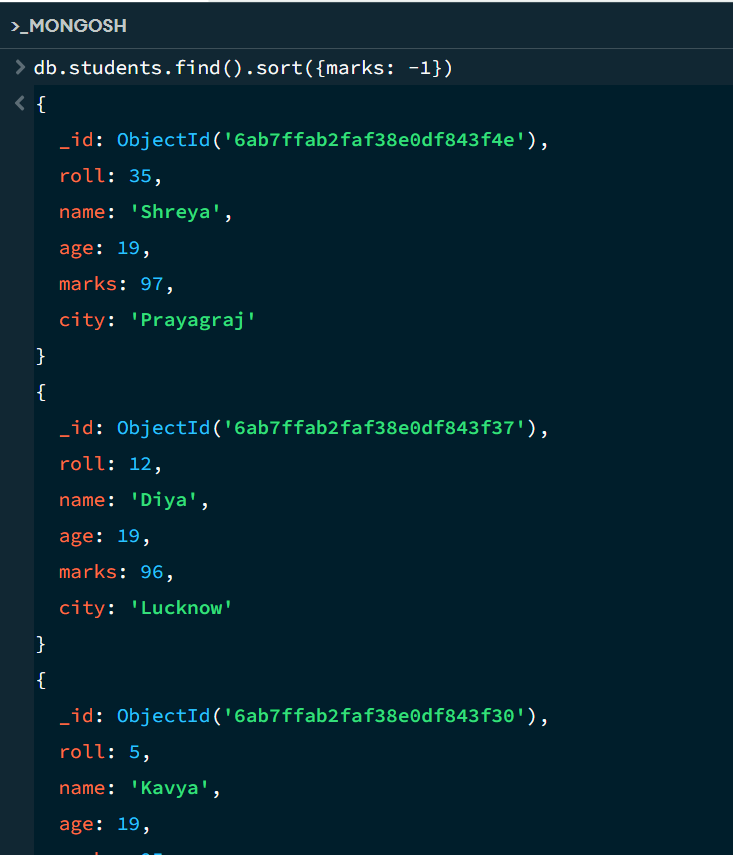 >_MONGOSH
> db.students.find().sort({marks: -1})
< {
_id: ObjectId('6ab7ffab2faf38e0df843f4e'),
roll: 35,
name: 'Shreya',
age: 19,
marks: 97,
city: 'Prayagraj'
}
{
_id: ObjectId('6ab7ffab2faf38e0df843f37'),
roll: 12,
name: 'Diya',
age: 19,
marks: 96,
city: 'Lucknow'
}
{
_id: ObjectId('6ab7ffab2faf38e0df843f30'),
roll: 5,
name: 'Kavya',
age: 19,